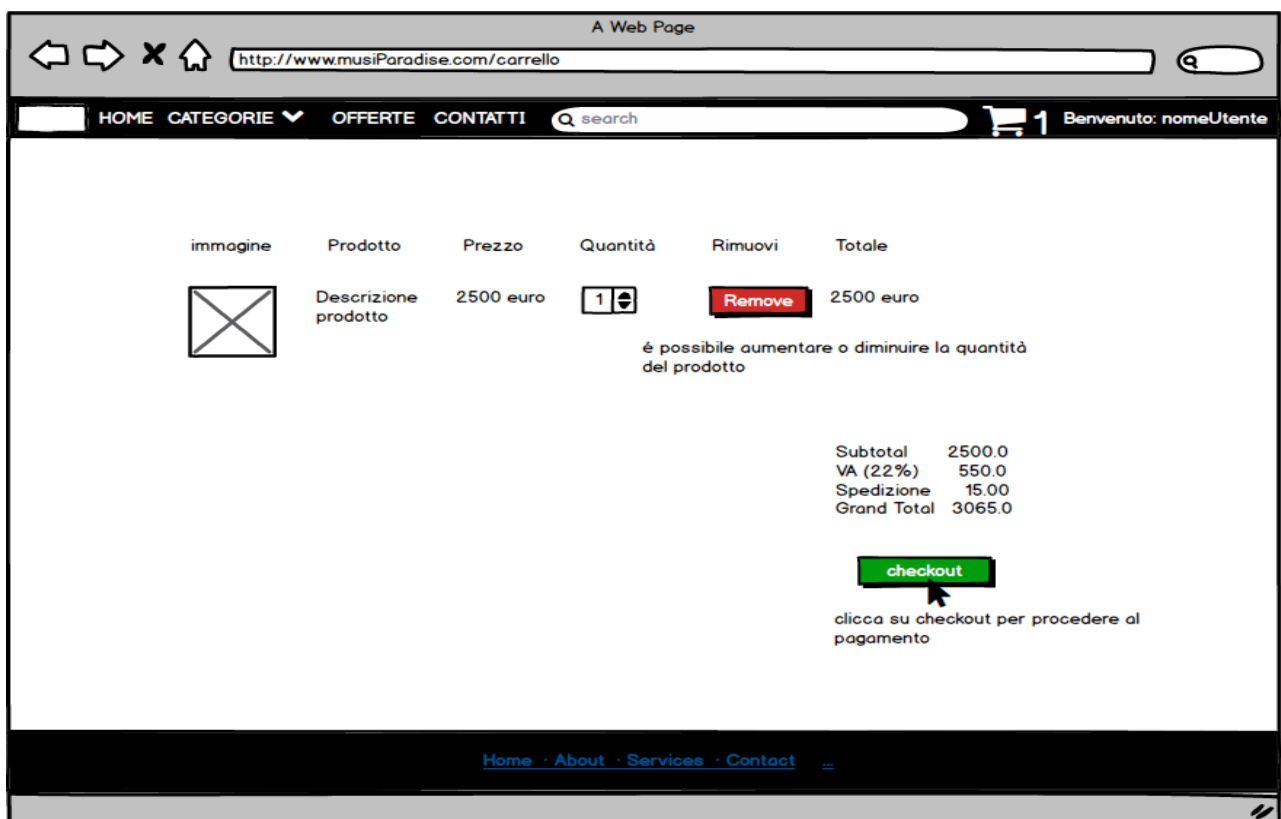 A Web Page
http://www.musiParadise.com/carrello
HOME CATEGORIE OFFERTE CONTATTI search 1 Benvenuto: nomeUtente
immagine Prodotto Prezzo Quantità Rimuovi Totale
Descrizione 2500 euro 1 Remove 2500 euro
prodotto
é possibile aumentare o diminuire la quantità
del prodotto
Subtotal 2500.0
VA (22%) 550.0
Spedizione 15.00
Grand Total 3065.0
checkout
clicca su checkout per procedere al
pagamento
Home · About · Services · Contact ...